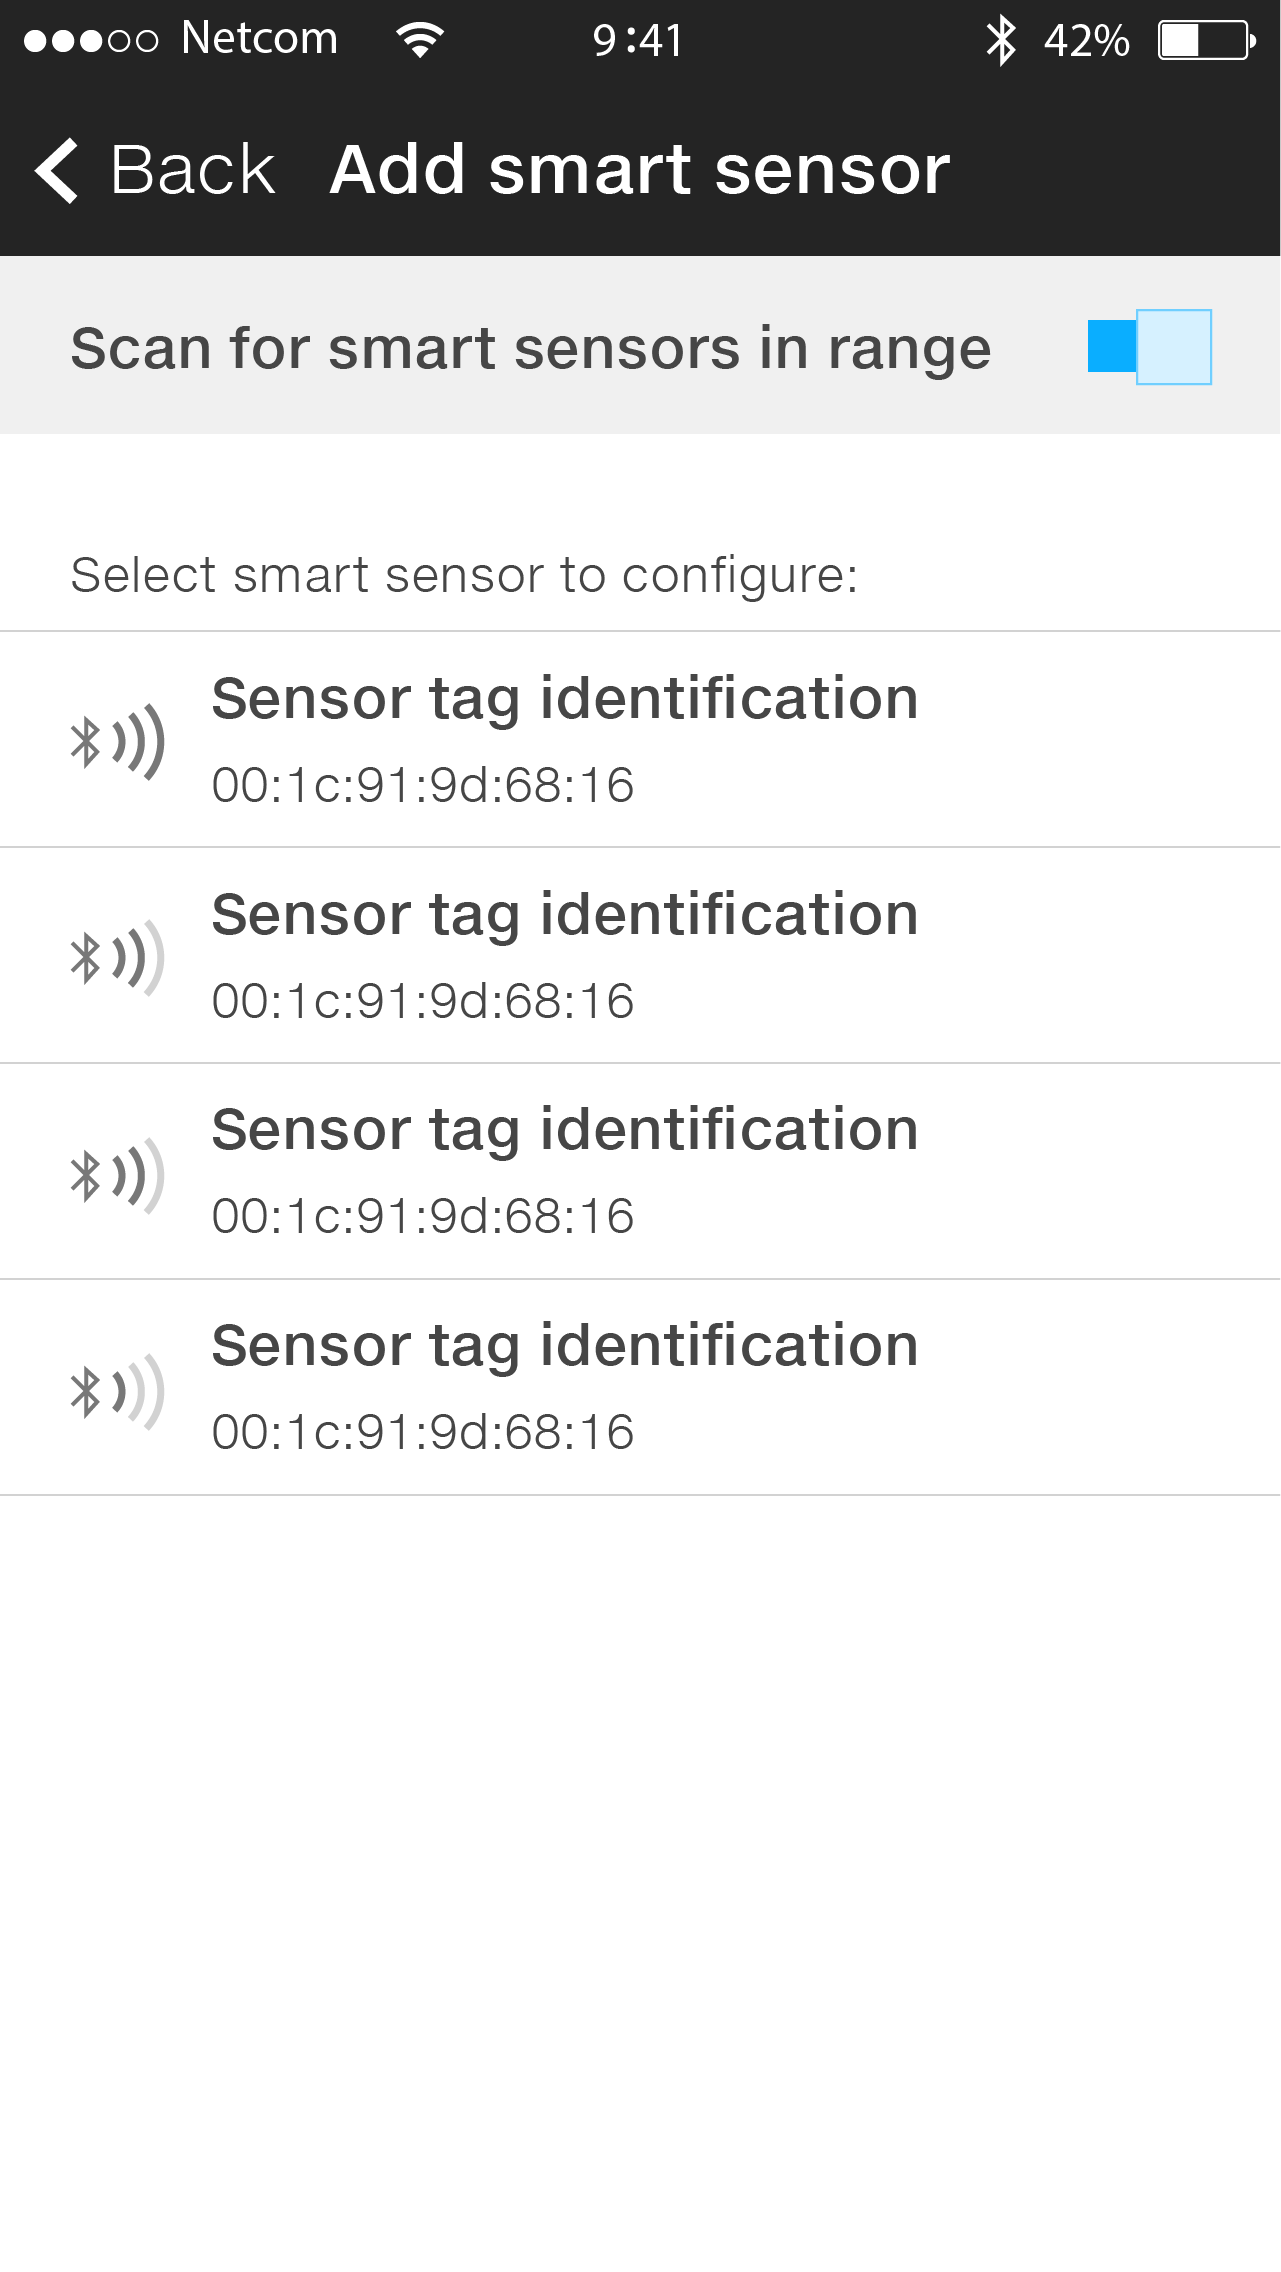 Netcom 9:41 42%
Back Add smart sensor
Scan for smart sensors in range
Select smart sensor to configure:
Sensor tag identification
00:1c:91:9d:68:16
Sensor tag identification
00:1c:91:9d:68:16
Sensor tag identification
00:1c:91:9d:68:16
Sensor tag identification
00:1c:91:9d:68:16